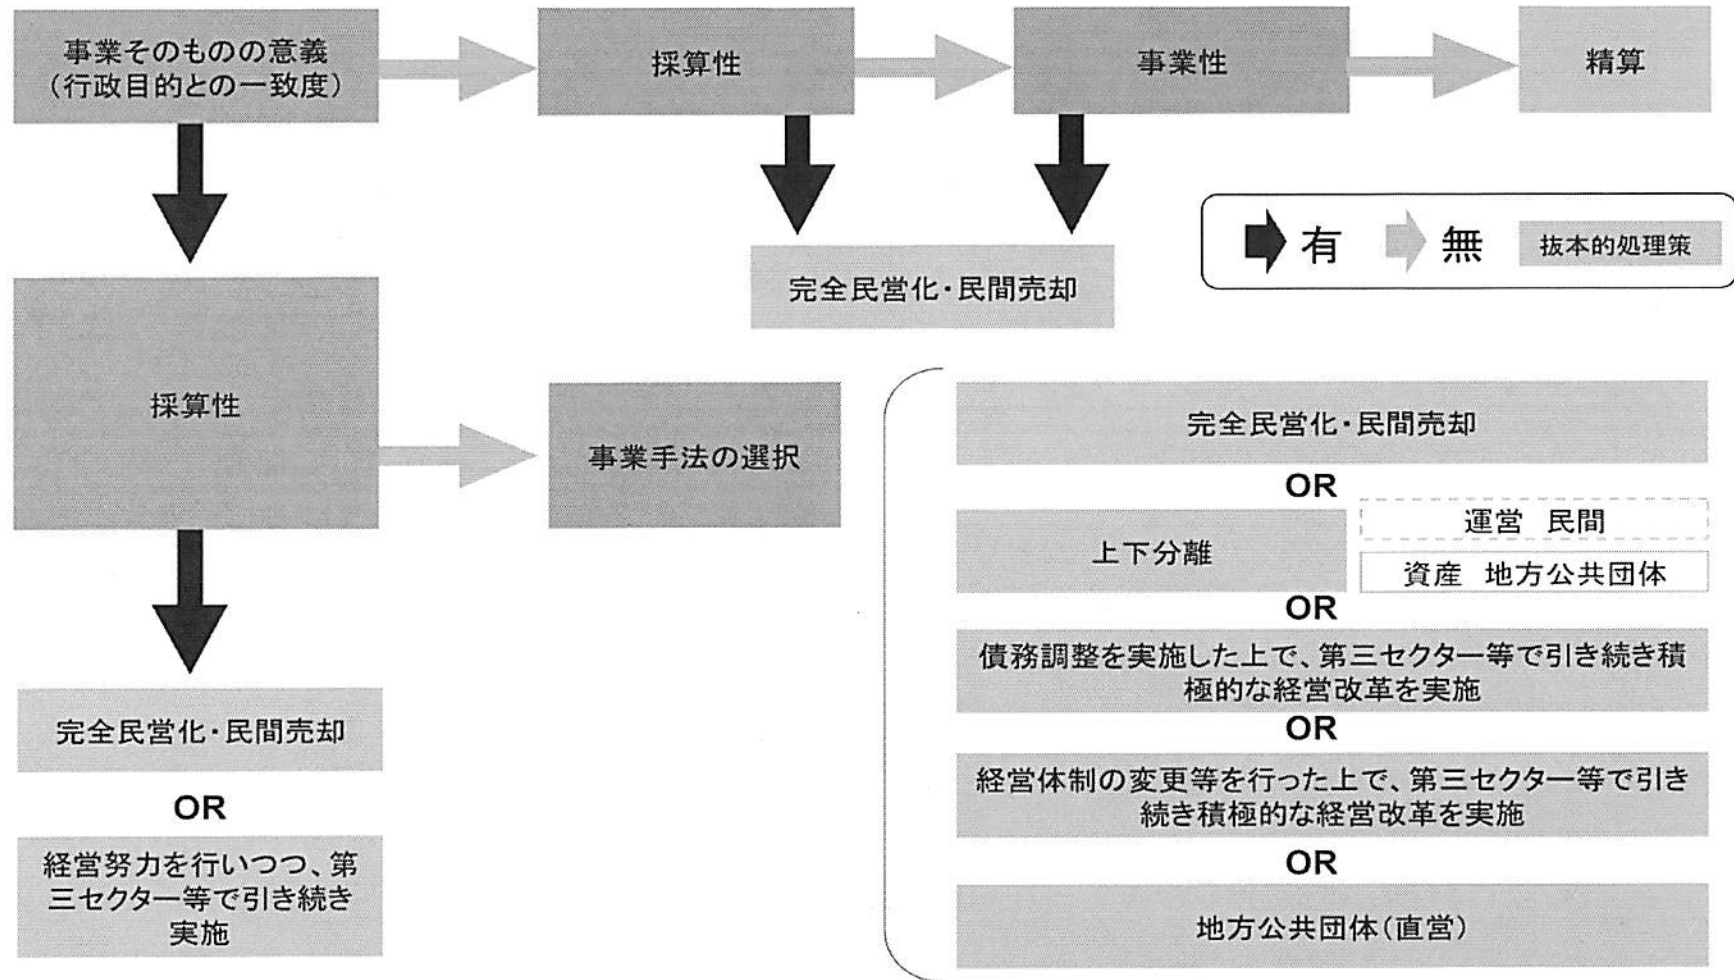 事業そのものの意義
(行政目的との一致度)
採算性
事業性
精算
有
無
抜本的処理策
完全民営化・民間売却
採算性
事業手法の選択
完全民営化・民間売却
OR
経営努力を行いつつ、第
三セクター等で引き続き
実施
完全民営化・民間売却
OR
上下分離
運営 民間
資産 地方公共団体
OR
債務調整を実施した上で、第三セクター等で引き続き積
極的な経営改革を実施
OR
経営体制の変更等を行った上で、第三セクター等で引き
続き積極的な経営改革を実施
OR
地方公共団体(直営)